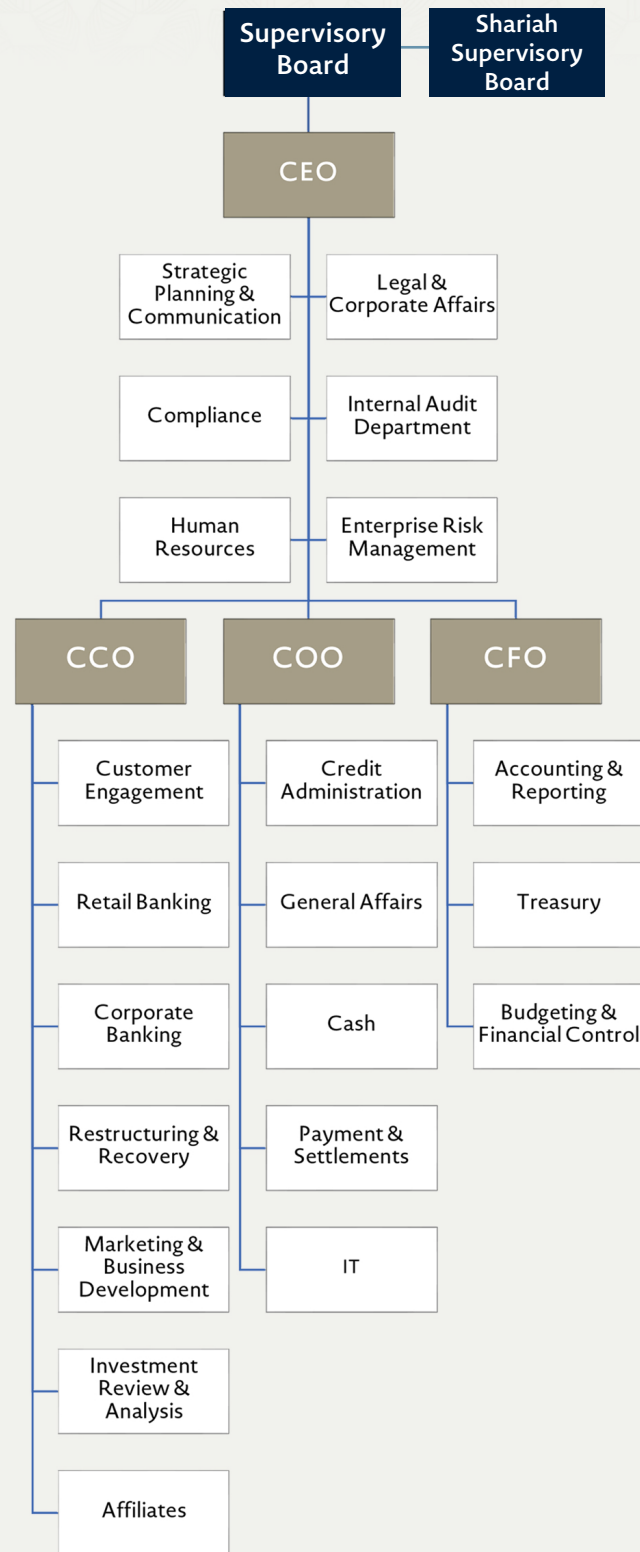 Supervisory
Board
Shariah
Supervisory
Board
CEO
Strategic
Planning &
Communication
Legal &
Corporate Affairs
Compliance
Internal Audit
Department
Human
Resources
Enterprise Risk
Management
CCO
COO
CFO
Customer
Engagement
Credit
Administration
Accounting &
Reporting
Retail Banking
General Affairs
Treasury
Corporate
Banking
Cash
Budgeting &
Financial Control
Restructuring &
Recovery
Payment &
Settlements
Marketing &
Business
Development
IT
Investment
Review &
Analysis
Affiliates